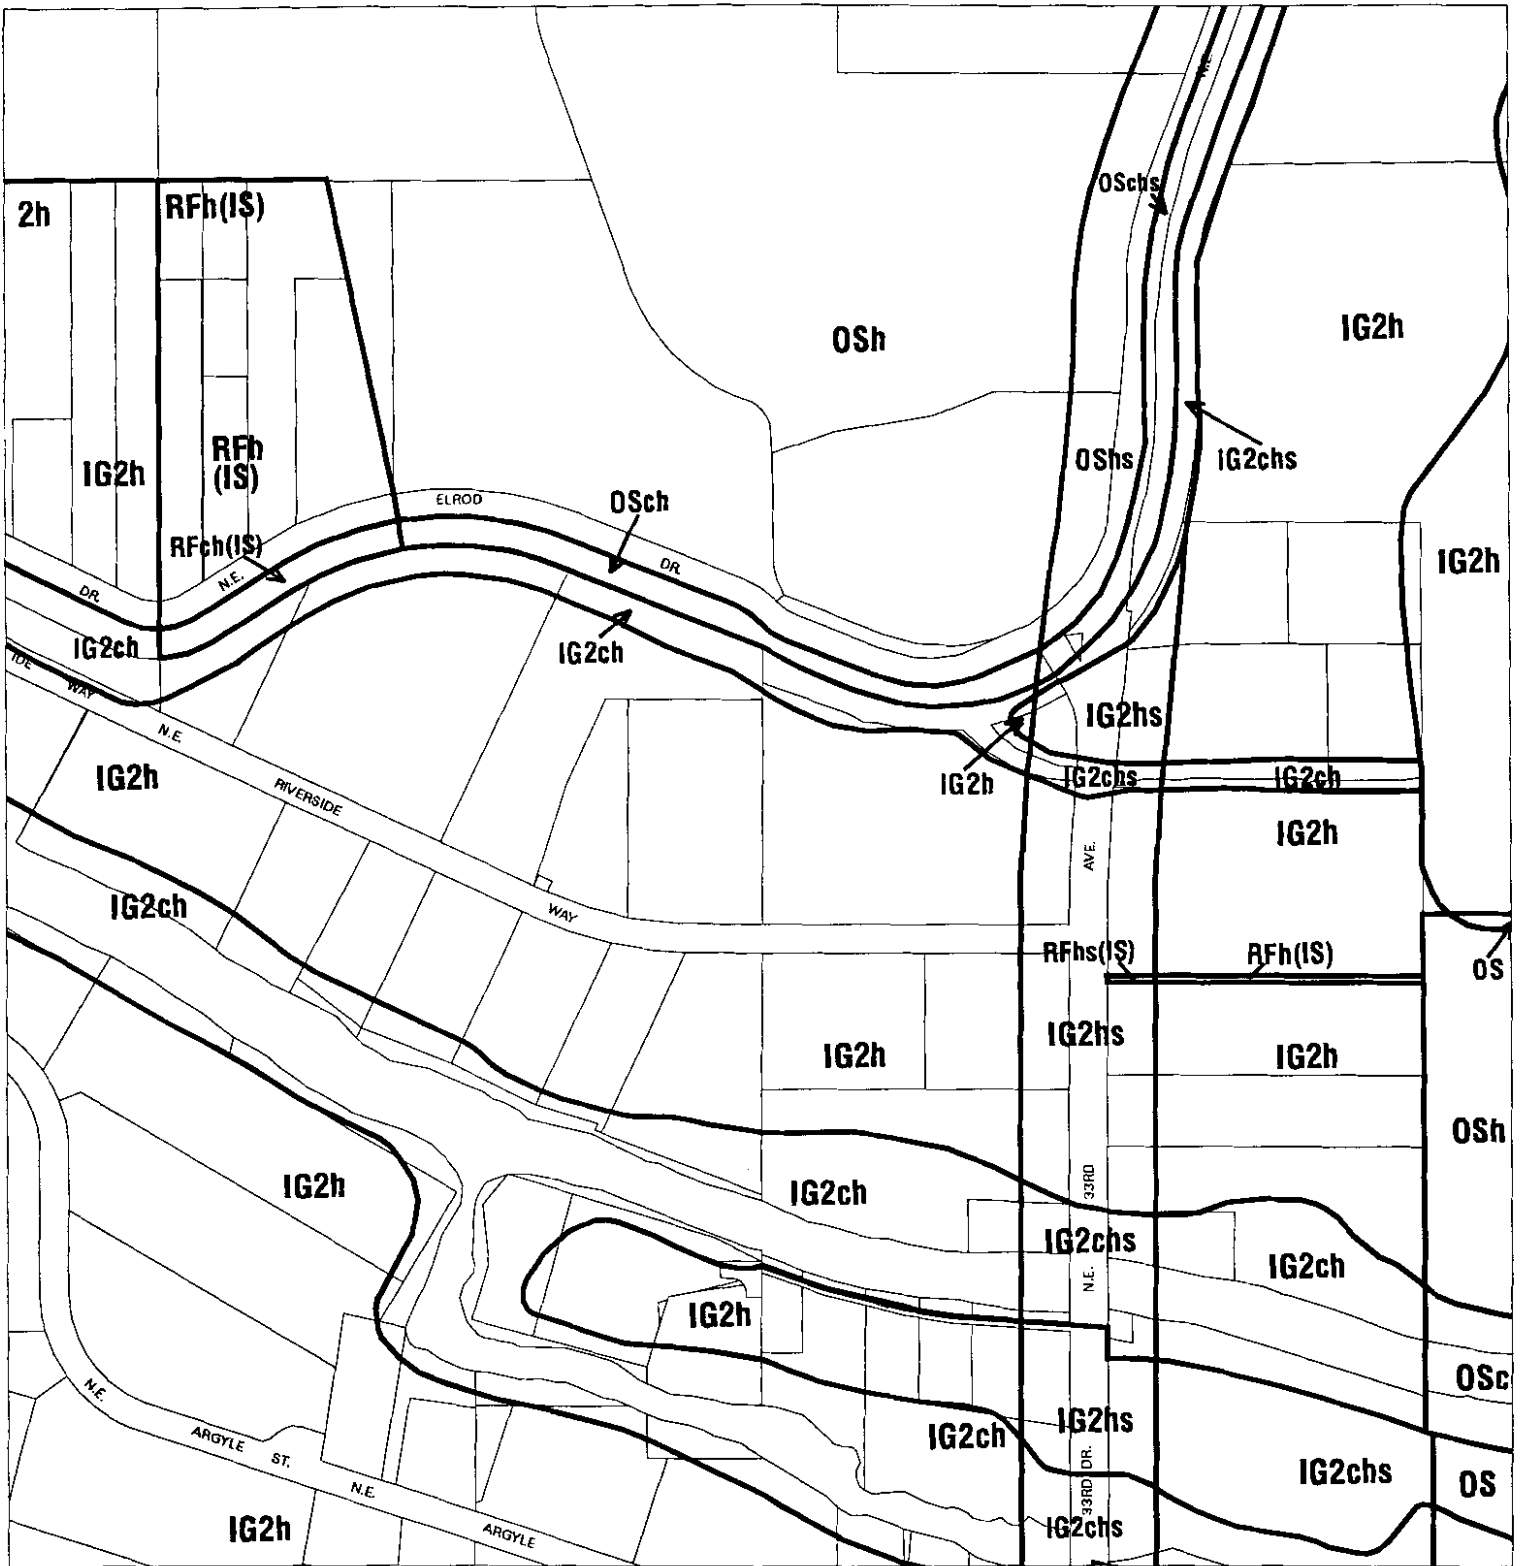 N.E.
OSchs
2h
RFh(IS)
OSh
IG2h
IG2h
RFh
(IS)
OShs
IG2chs
ELROD
OSch
RFch(IS)
N.E.
DR.
DR.
IG2h
IG2ch
IG2ch
IDE
WAY
IG2hs
N.E.
IG2h
IG2h
IG2chs
IG2ch
RIVERSIDE
IG2h
AVE.
IG2ch
WAY
RFhs(IS)
RFh(IS)
OS
IG2hs
IG2h
IG2h
OSh
IG2h
33RD
IG2ch
IG2chs
IG2ch
N.E.
IG2h
OSc
N.E.
IG2hs
IG2ch
ARGYLE
ST.
33RD DR.
IG2chs
OS
N.E.
IG2h
ARGYLE
IG2chs